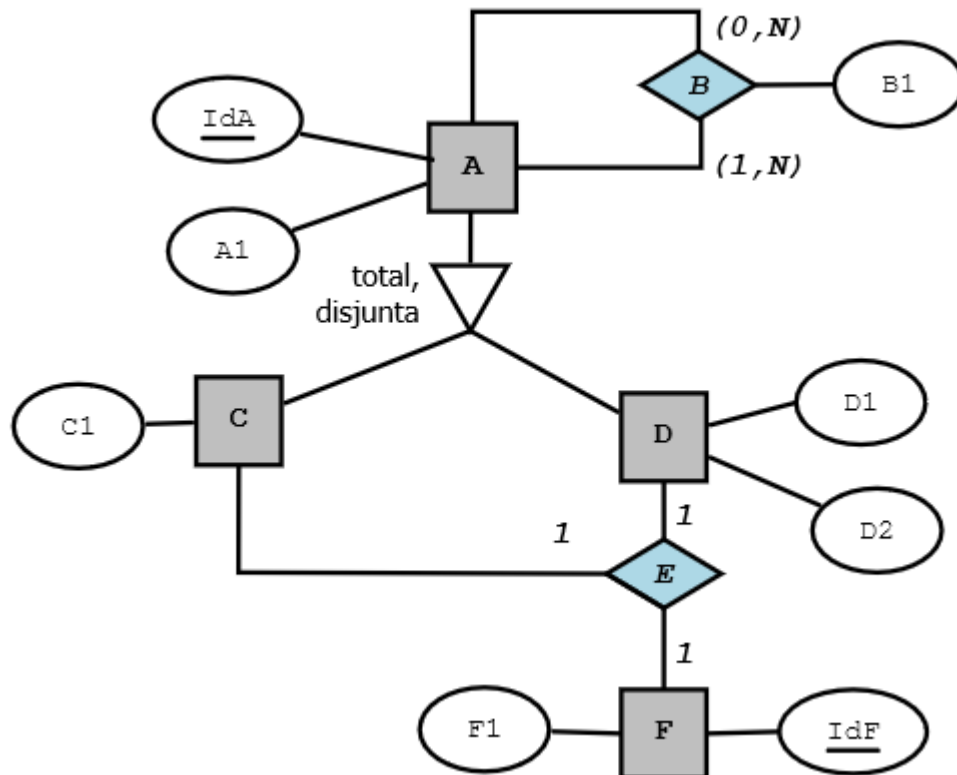 (0,N)
B
B1
IdA
A
(1,N)
A1
total,
disjunta
C
C1
D
D1
D2
1
1
E
1
F1
F
IdF